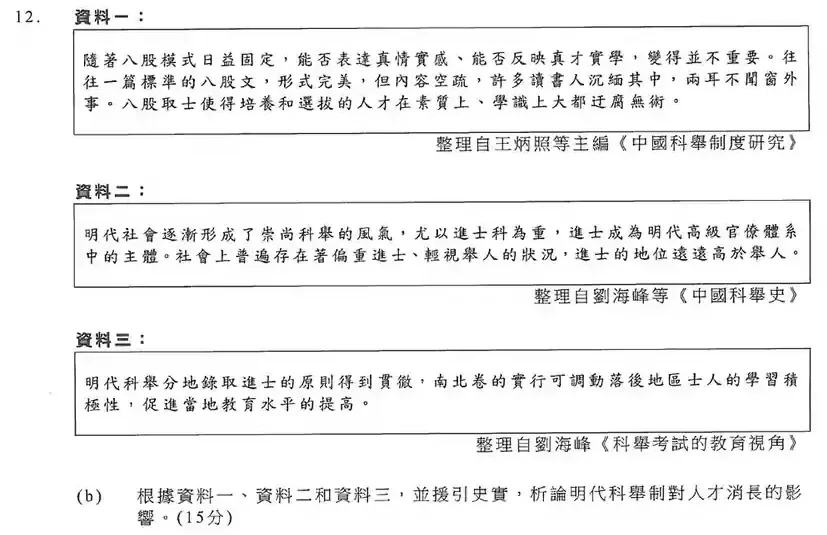 12. 資料一：
隨著八股模式日益固定，能否表達真情實感、能否反映真才實學，變得並不重要。往
往一篇標準的八股文，形式完美，但內容空疏，許多讀書人沉緬其中，兩耳不聞窗外
事。八股取士使得培養和選拔的人才在素質上、學識上大都迂腐無術。
整理自王炳照等主編《中國科舉制度研究》
資料二：
明代社會逐漸形成了崇尚科舉的風氣，尤以進士科為重，進士成為明代高級官僚體系
中的主體。社會上普遍存在著偏重進士、輕視舉人的狀況，進士的地位遠遠高於舉人。
整理自劉海峰等《中國科舉史》
資料三：
明代科舉分地錄取進士的原則得到貫徹，南北卷的實行可調動落後地區士人的學習積
極性，促進當地教育水平的提高。
整理自劉海峰《科舉考試的教育視角》
(b) 根據資料一、資料二和資料三，並援引史實，析論明代科舉制對人才消長的影
響。(15分)